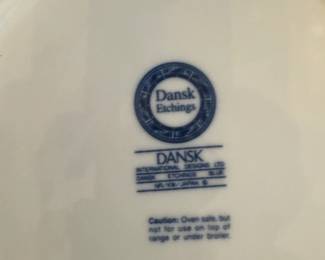 Dansk
Etchings
DANSK
INTERNATIONAL DESIGNS LTD
DANSK ETCHINGS BLUE
JAPAN ©
Caution: Oven safe, but
not for use on top of
range or under broiler.